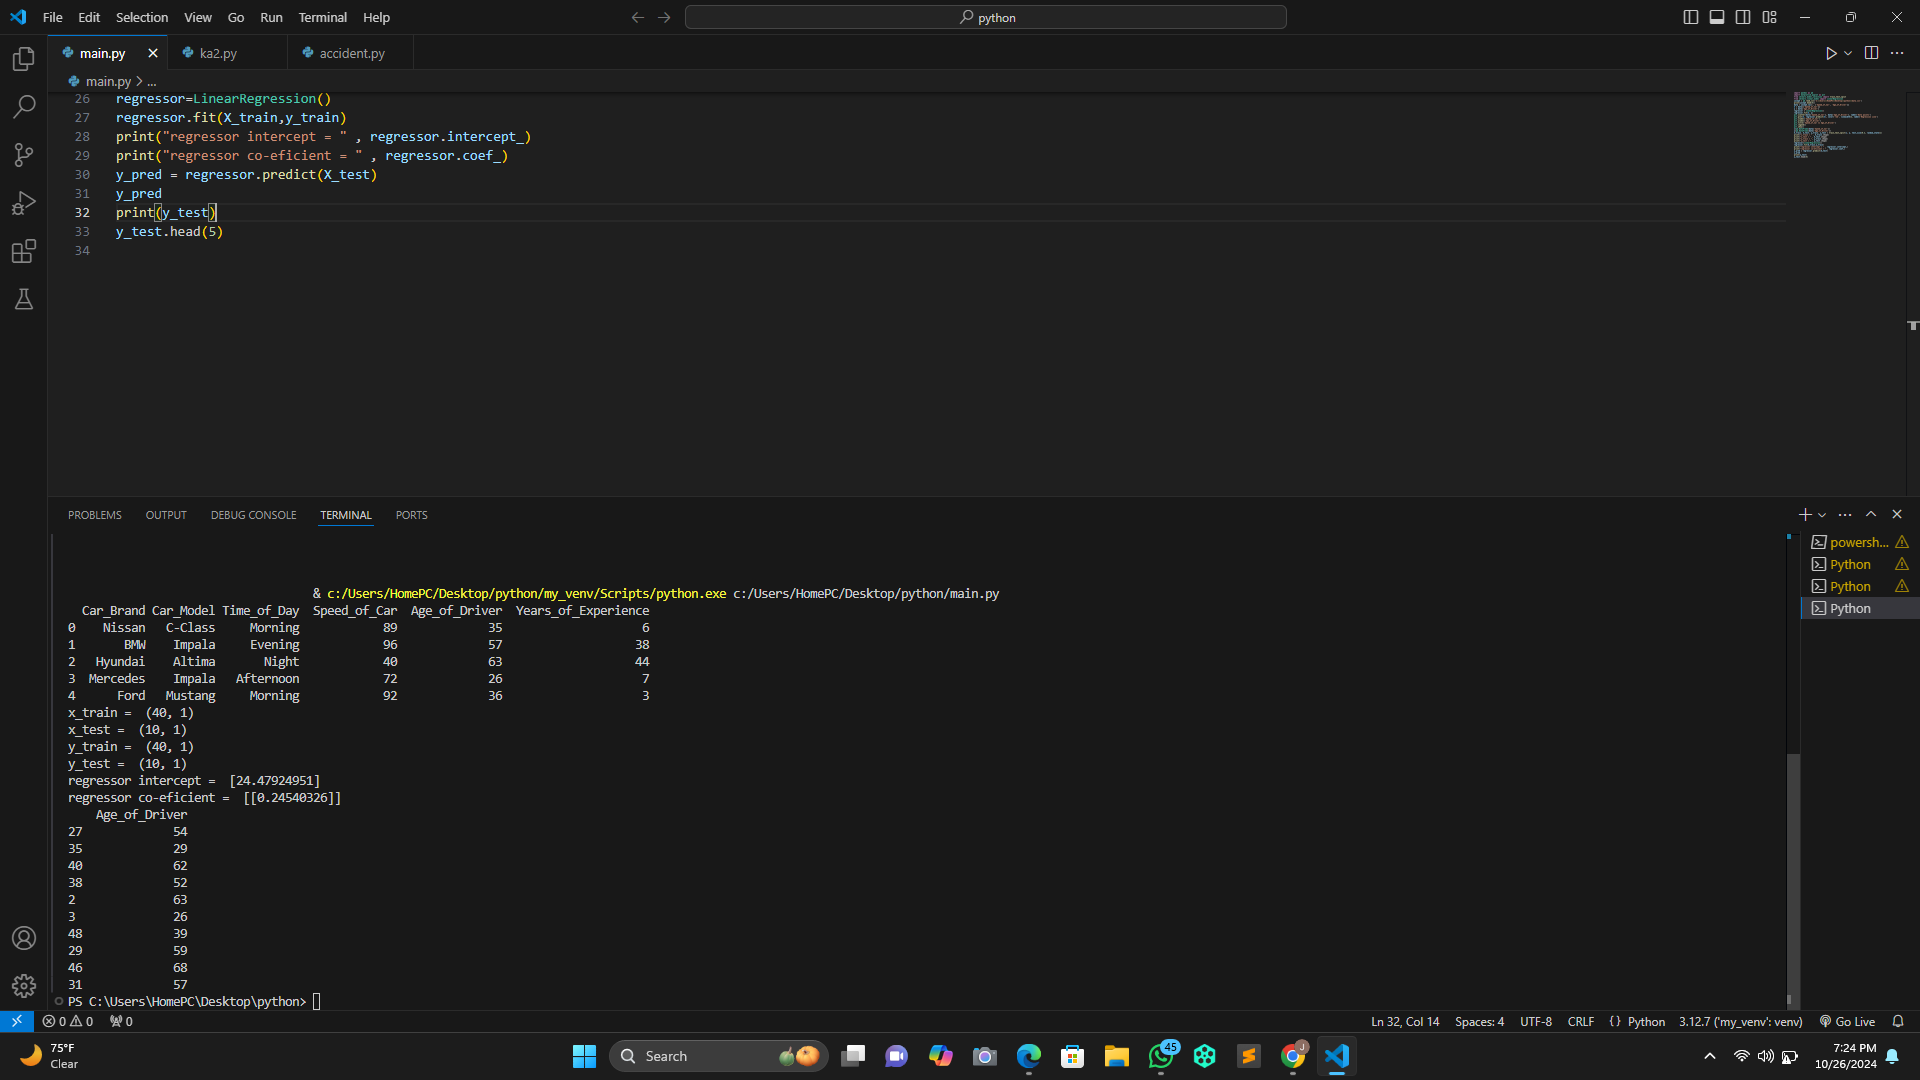 File Edit Selection View Go Run Terminal Help
python
main.py
ka2.py
accident.py
main.py > ...
26 regressor=LinearRegression()
27 regressor.fit(X_train,y_train)
28 print("regressor intercept = " , regressor.intercept_)
29 print("regressor co-eficient = " , regressor.coef_)
30 y_pred = regressor.predict(X_test)
31 y_pred
32 print(y_test)
33 y_test.head(5)
34
PROBLEMS OUTPUT DEBUG CONSOLE TERMINAL PORTS
powersh...
Python
Python
Python
& c:/Users/HomePC/Desktop/python/my_venv/Scripts/python.exe c:/Users/HomePC/Desktop/python/main.py
Car_Brand Car_Model Time_of_Day Speed_of_Car Age_of_Driver Years_of_Experience
0 Nissan C-Class Morning 89 35 6
1 BMW Impala Evening 96 57 38
2 Hyundai Altima Night 40 63 44
3 Mercedes Impala Afternoon 72 26 7
4 Ford Mustang Morning 92 36 3
x_train = (40, 1)
x_test = (10, 1)
y_train = (40, 1)
y_test = (10, 1)
regressor intercept = [24.47924951]
regressor co-eficient = [[0.24540326]]
Age_of_Driver
27 54
35 29
40 62
38 52
2 63
3 26
48 39
29 59
46 68
31 57
PS C:\Users\HomePC\Desktop\python>
0 0 0
Ln 32, Col 14 Spaces: 4 UTF-8 CRLF {} Python 3.12.7 ('my_venv': venv) Go Live
75°F
Clear
Search
45
J
7:24 PM
10/26/2024